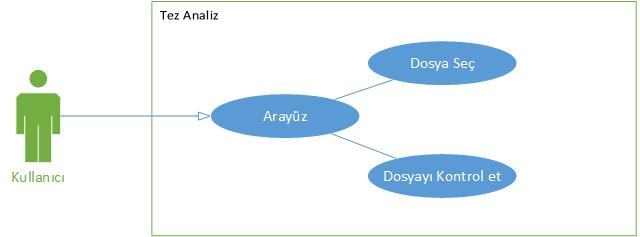 Tez Analiz
Dosya Seç
Arayüz
Dosyayı Kontrol et
Kullanıcı